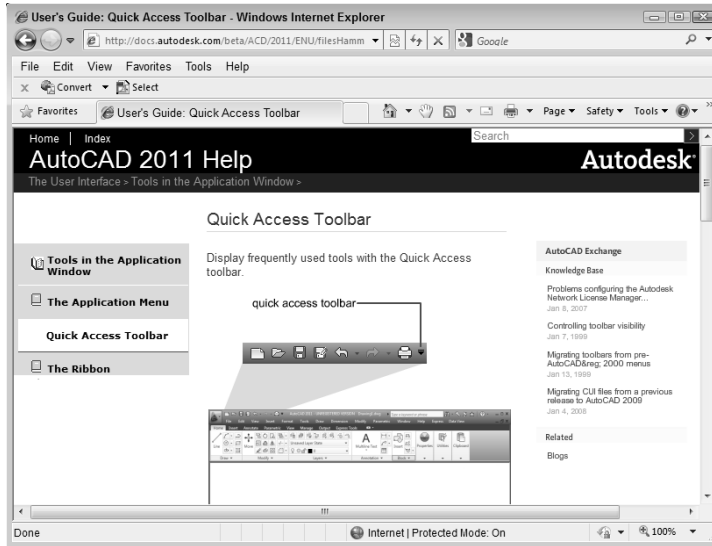 User's Guide: Quick Access Toolbar - Windows Internet Explorer
http://docs.autodesk.com/beta/ACD/2011/ENU/filesHamm
Google
File Edit View Favorites Tools Help
x Convert Select
Favorites User's Guide: Quick Access Toolbar Page Safety Tools
Home | Index Search
AutoCAD 2011 Help Autodesk
The User Interface > Tools in the Application Window >
Quick Access Toolbar
Tools in the Application Window
The Application Menu
Quick Access Toolbar
The Ribbon
Display frequently used tools with the Quick Access
toolbar.
quick access toolbar
AutoCAD Exchange
Knowledge Base
Problems configuring the Autodesk
Network License Manager...
Jan 8, 2007
Controlling toolbar visibility
Jan 7, 1999
Migrating toolbars from pre-
AutoCAD&reg; 2000 menus
Jan 13, 1999
Migrating CUI files from a previous
release to AutoCAD 2009
Jan 4, 2008
Related
Blogs
Done Internet | Protected Mode: On 100%